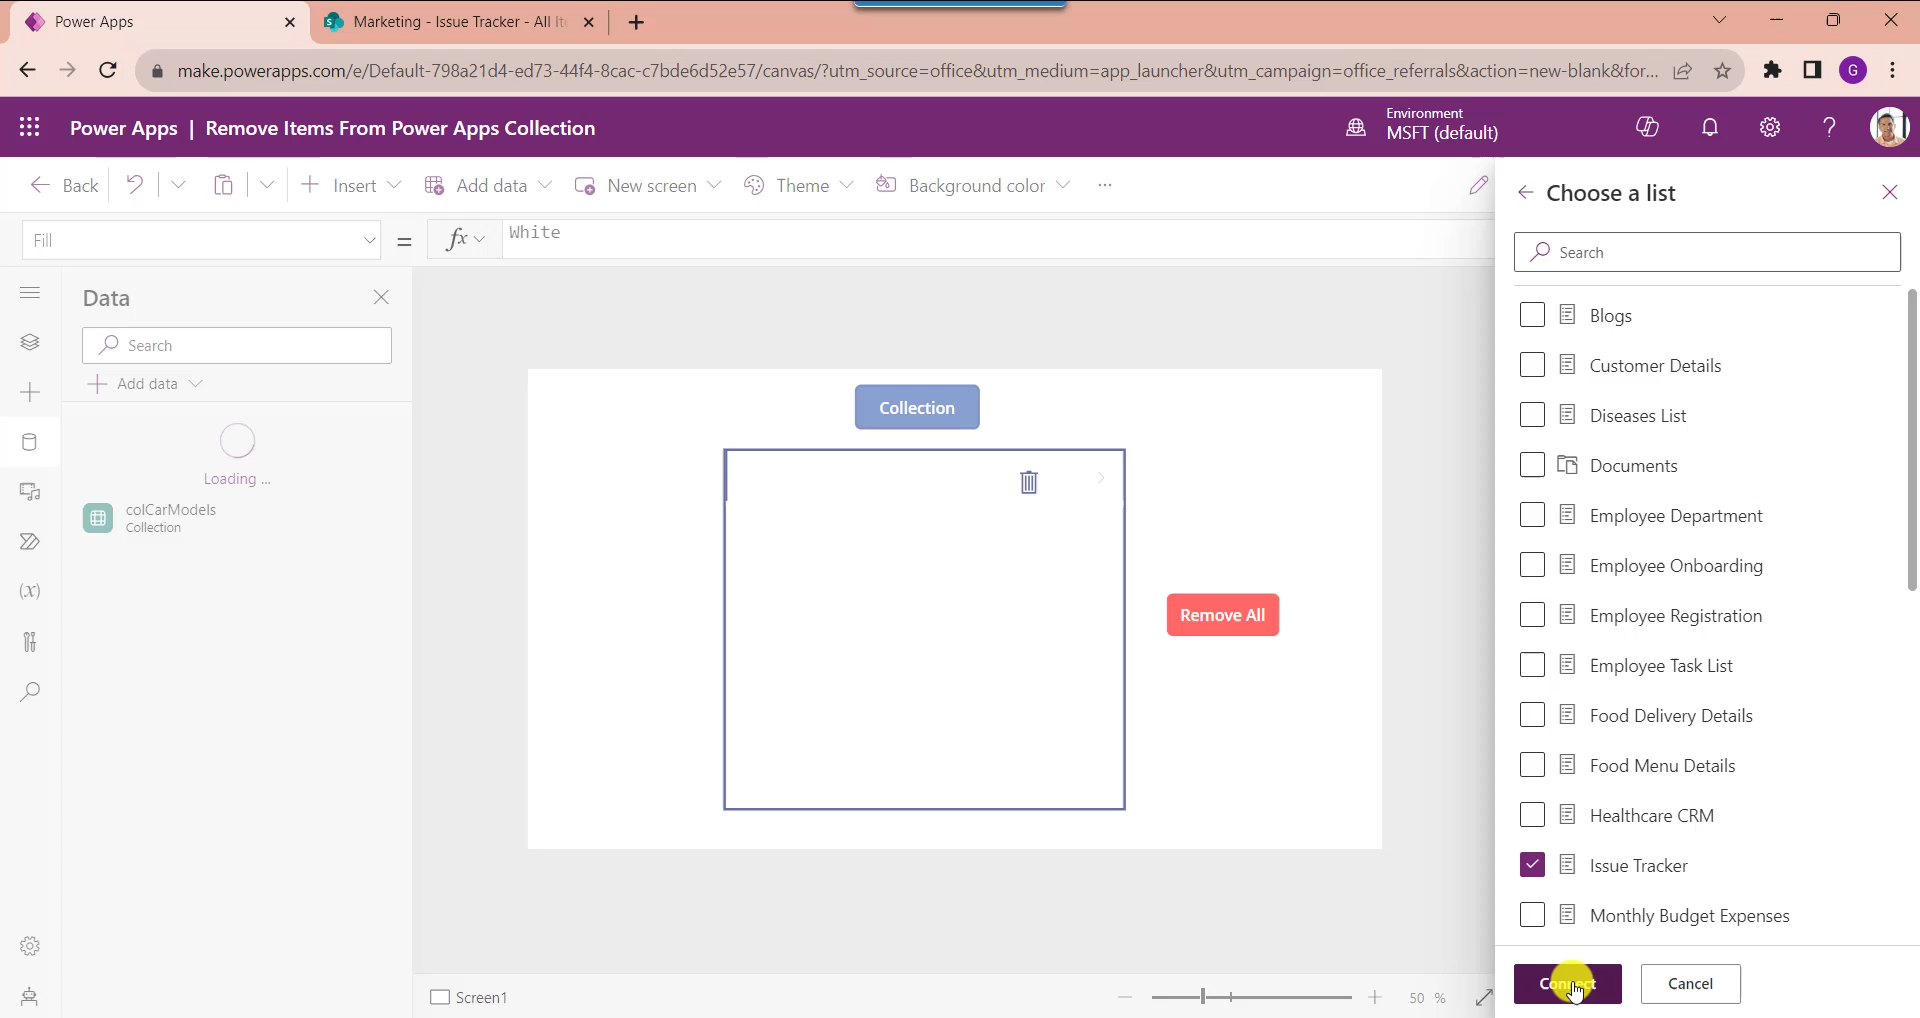 Power Apps
Marketing - Issue Tracker - All Ite
make.powerapps.com/e/Default-798a21d4-ed73-44f4-8cac-c7bde6d52e57/canvas/?utm_source=office&utm_medium=app_launcher&utm_campaign=office_referrals&action=new-blank&for...
G
Power Apps | Remove Items From Power Apps Collection
Environment
MSFT (default)
Back
Insert
Add data
New screen
Theme
Background color
...
Fill
=
fx
White
Data
Search
Add data
Loading ...
colCarModels
Collection
(x)
Collection
Remove All
Screen1
50 %
Choose a list
Search
Blogs
Customer Details
Diseases List
Documents
Employee Department
Employee Onboarding
Employee Registration
Employee Task List
Food Delivery Details
Food Menu Details
Healthcare CRM
Issue Tracker
Monthly Budget Expenses
Connect
Cancel